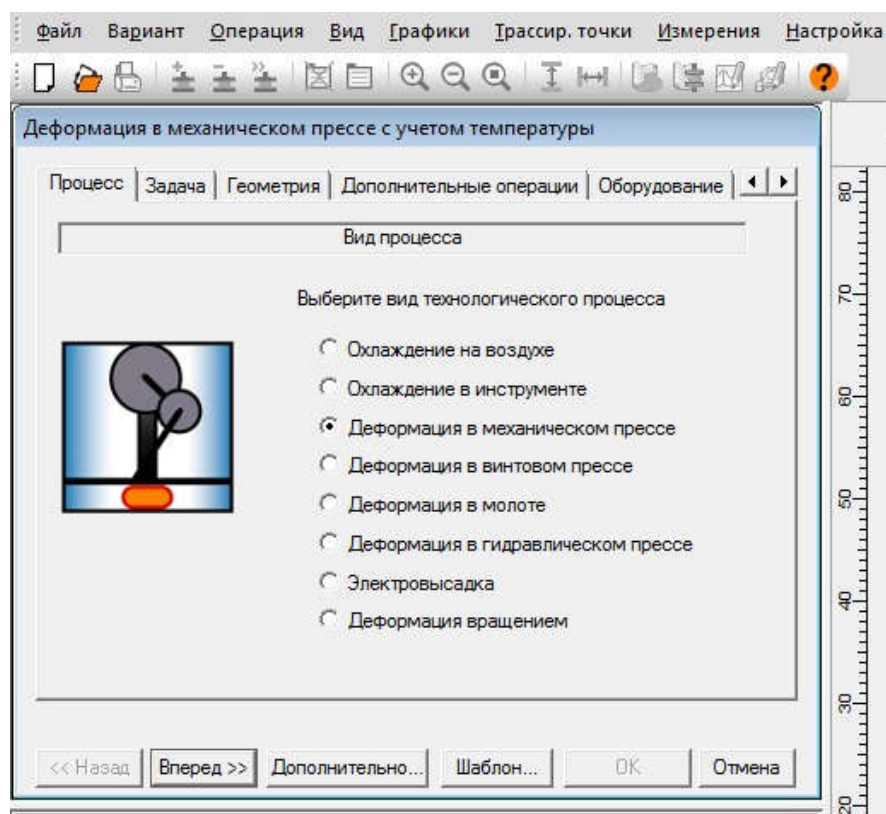 Файл Вариант Операция Вид Графики Трассир. точки Измерения Настройка
Деформация в механическом прессе с учетом температуры
Процесс Задача Геометрия Дополнительные операции Оборудование
Вид процесса
Выберите вид технологического процесса
Охлаждение на воздухе
Охлаждение в инструменте
Деформация в механическом прессе
Деформация в винтовом прессе
Деформация в молоте
Деформация в гидравлическом прессе
Электровысадка
Деформация вращением
<< Назад Вперед >> Дополнительно... Шаблон... OK Отмена
80
70
60
50
40
30
20